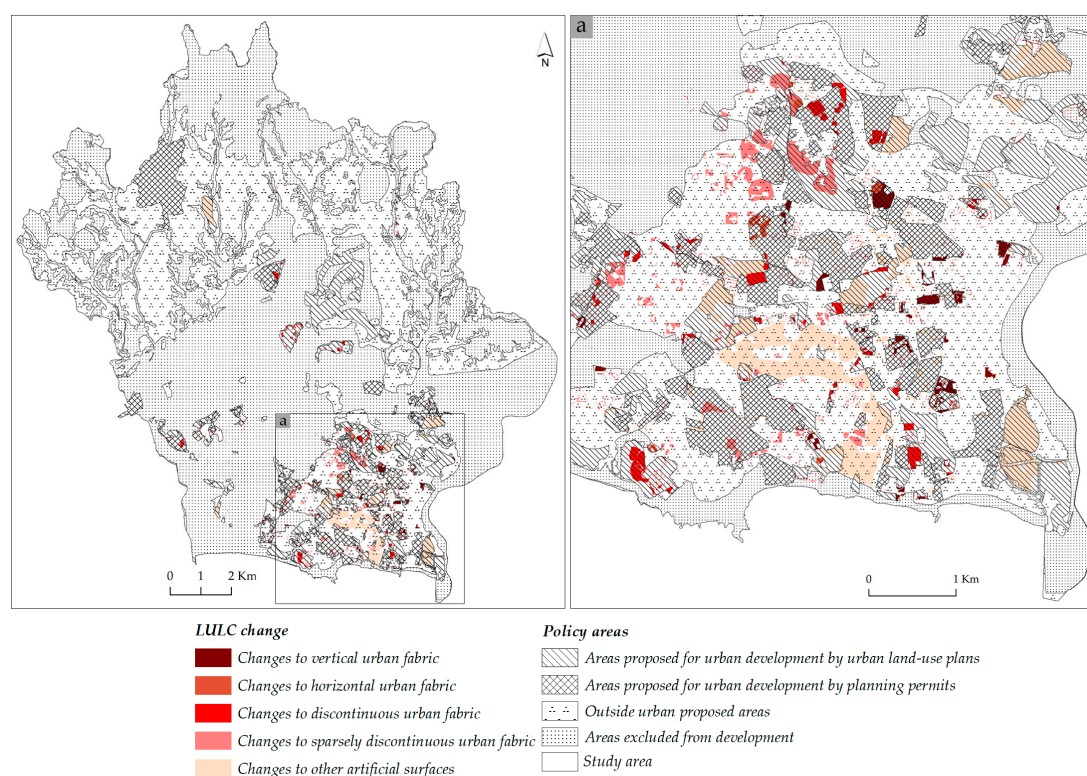 a
N
a
0 1 2 Km
0 1 Km
LULC change
Changes to vertical urban fabric
Changes to horizontal urban fabric
Changes to discontinuous urban fabric
Changes to sparsely discontinuous urban fabric
Changes to other artificial surfaces
Policy areas
Areas proposed for urban development by urban land-use plans
Areas proposed for urban development by planning permits
Outside urban proposed areas
Areas excluded from development
Study area